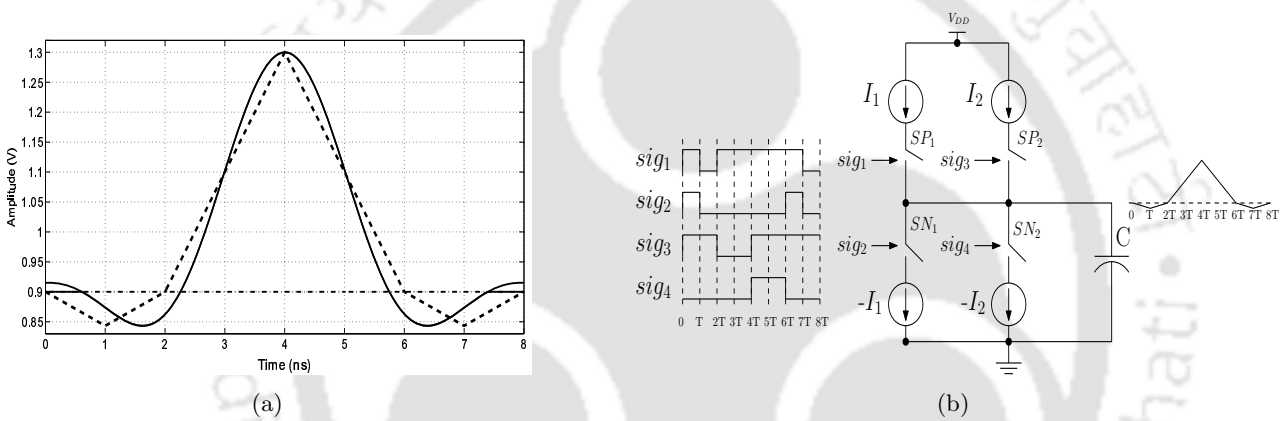 1.3
1.25
1.2
1.15
1.1
1.05
1
0.95
0.9
0.85
Amplitude (V)
0 1 2 3 4 5 6 7 8
Time (ns)
(a)
sig1
sig2
sig3
sig4
0 T 2T 3T 4T 5T 6T 7T 8T
VDD
I1
I2
SP1
SP2
sig1
sig3
SN1
SN2
sig2
sig4
C
-I1
-I2
0 T 2T 3T 4T 5T 6T 7T 8T
(b)